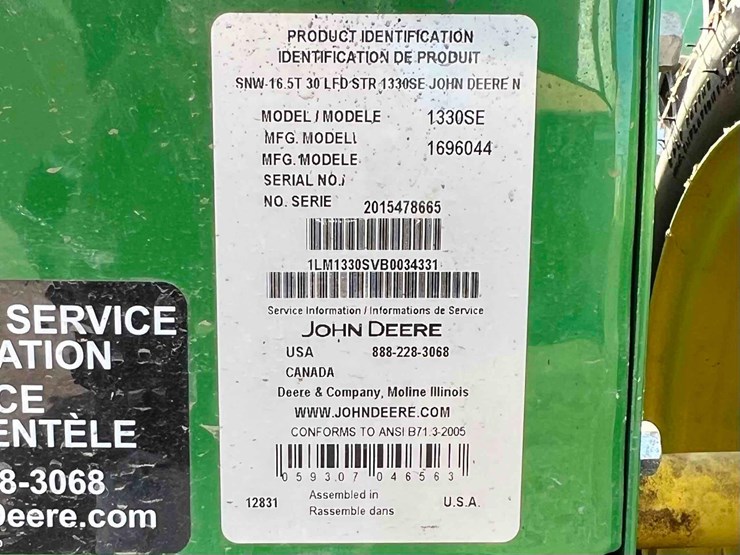 PRODUCT IDENTIFICATION
IDENTIFICATION DE PRODUIT
SNW-16.5T 30 LFD STR 1330SE JOHN DEERE N
MODEL / MODELE 1330SE
MFG. MODEL
MFG. MODELE 1696044
SERIAL NO./
NO. SERIE 2015478665
1LM1330SVB0034331
Service Information / Informations de Service
JOHN DEERE
USA 888-228-3068
CANADA
Deere & Company, Moline Illinois
WWW.JOHNDEERE.COM
CONFORMS TO ANSI B71.3-2005
0 59307 04656 3
12831 Assembled in U.S.A.
Rassemble dans
SERVICE
ATION
CE
ENTÈLE
8-3068
Deere.com